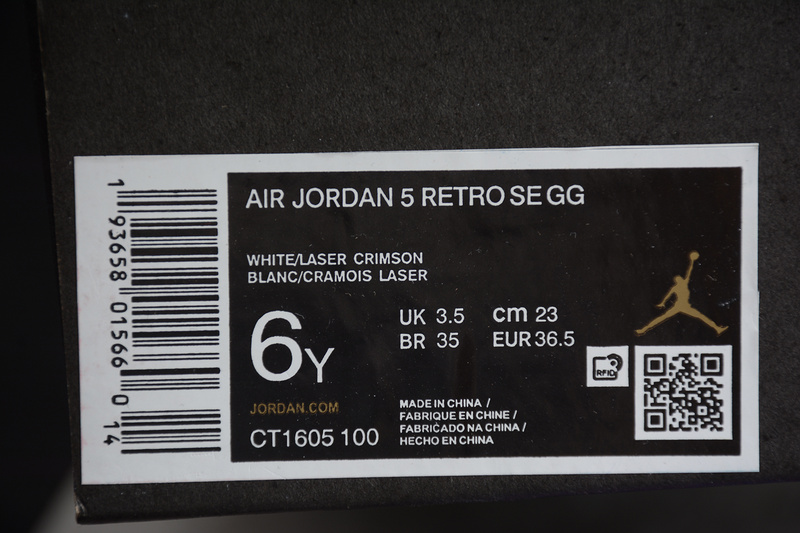 AIR JORDAN 5 RETRO SE GG
WHITE/LASER CRIMSON
BLANC/CRAMOIS LASER
6Y
UK 3.5 cm 23
BR 35 EUR 36.5
RFID
JORDAN.COM
CT1605 100
MADE IN CHINA /
FABRIQUE EN CHINE /
FABRICADO NA CHINA /
HECHO EN CHINA
1 93658 01566 0 14